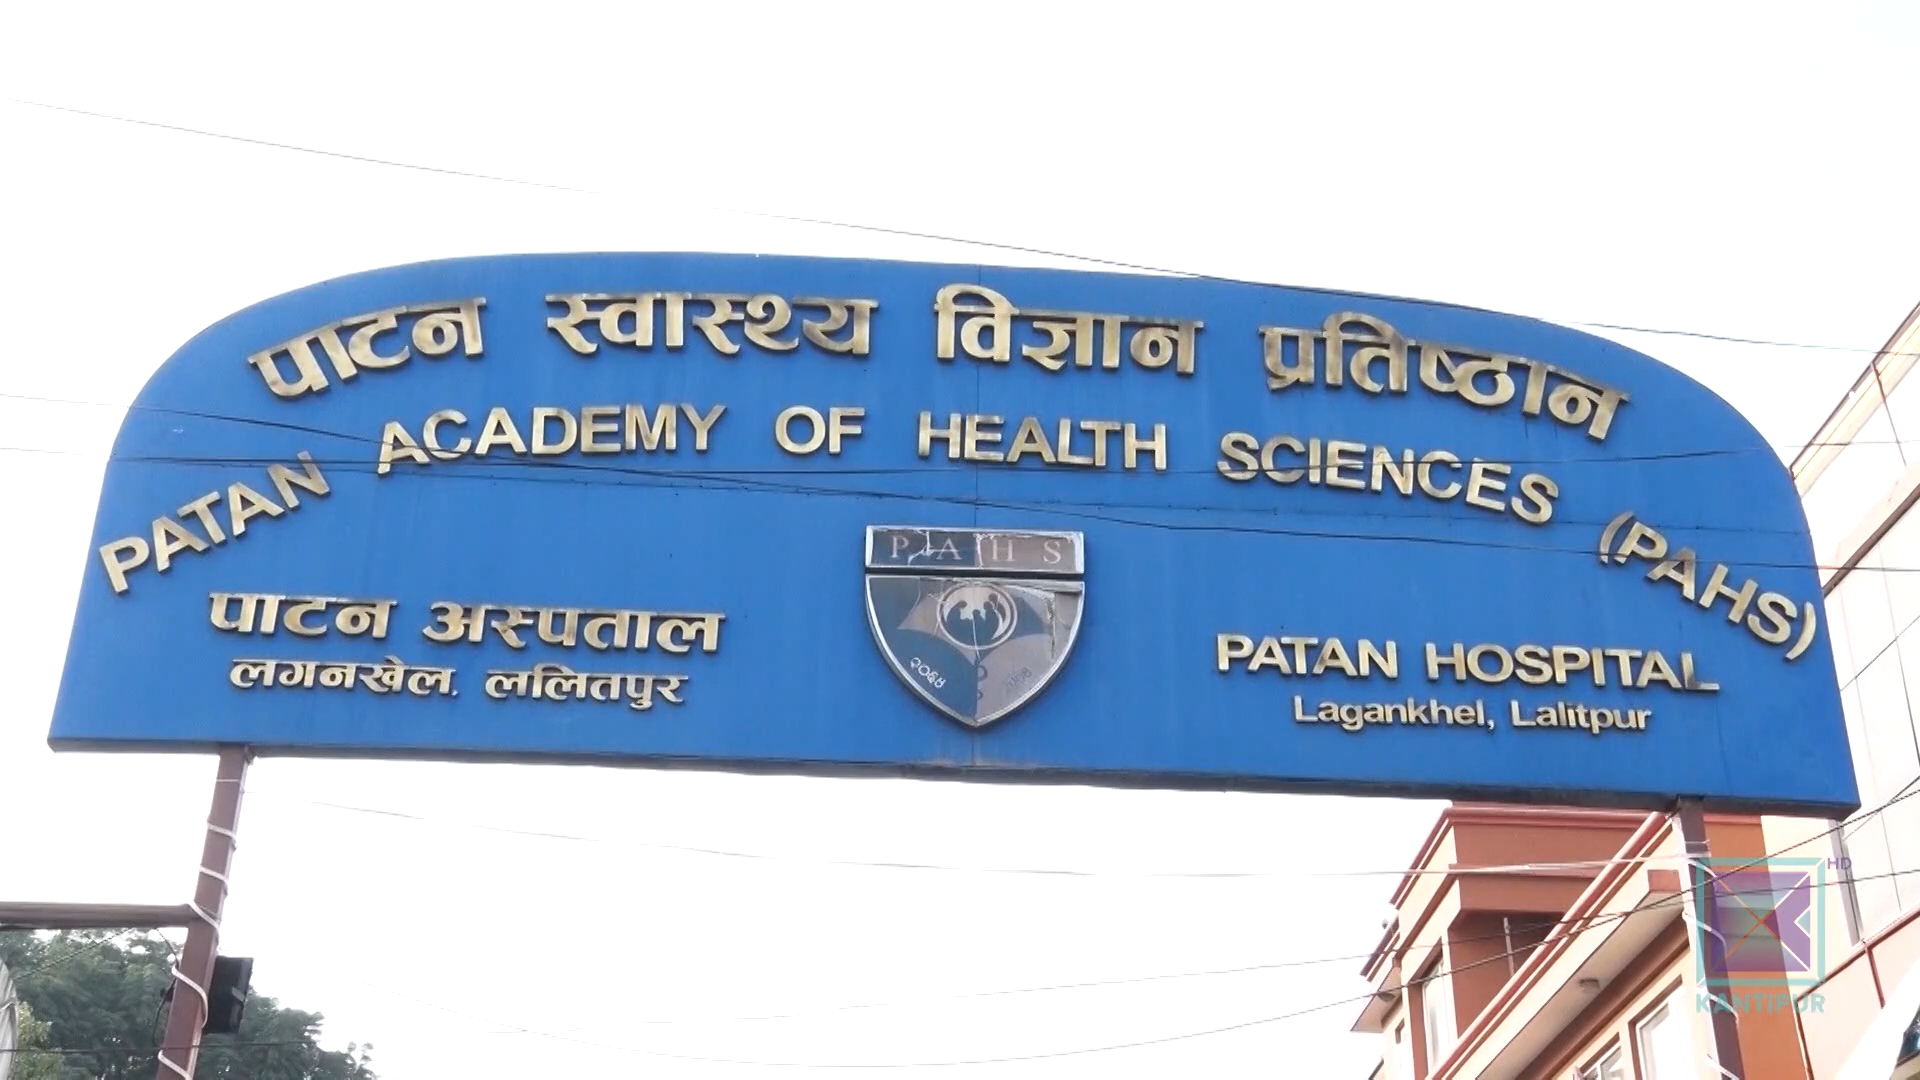 पाटन स्वास्थ्य विज्ञान प्रतिष्ठान
PATAN ACADEMY OF HEALTH SCIENCES (PAHS)
PAHS
२०६४ 2008
पाटन अस्पताल
लगनखेल, ललितपुर
PATAN HOSPITAL
Lagankhel, Lalitpur
HD
KANTIPUR